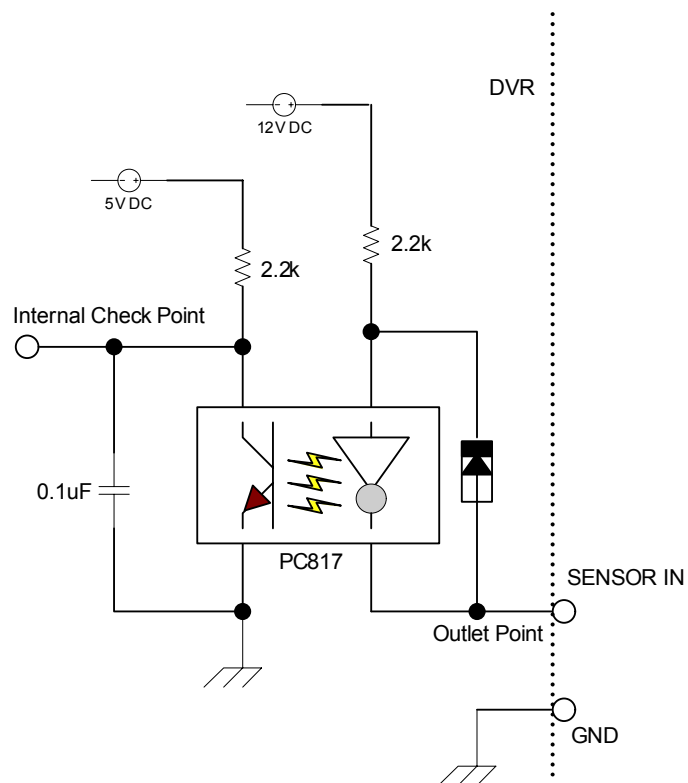 DVR
- +
12V DC
- +
5V DC
2.2k
2.2k
Internal Check Point
0.1uF
PC817
SENSOR IN
Outlet Point
GND